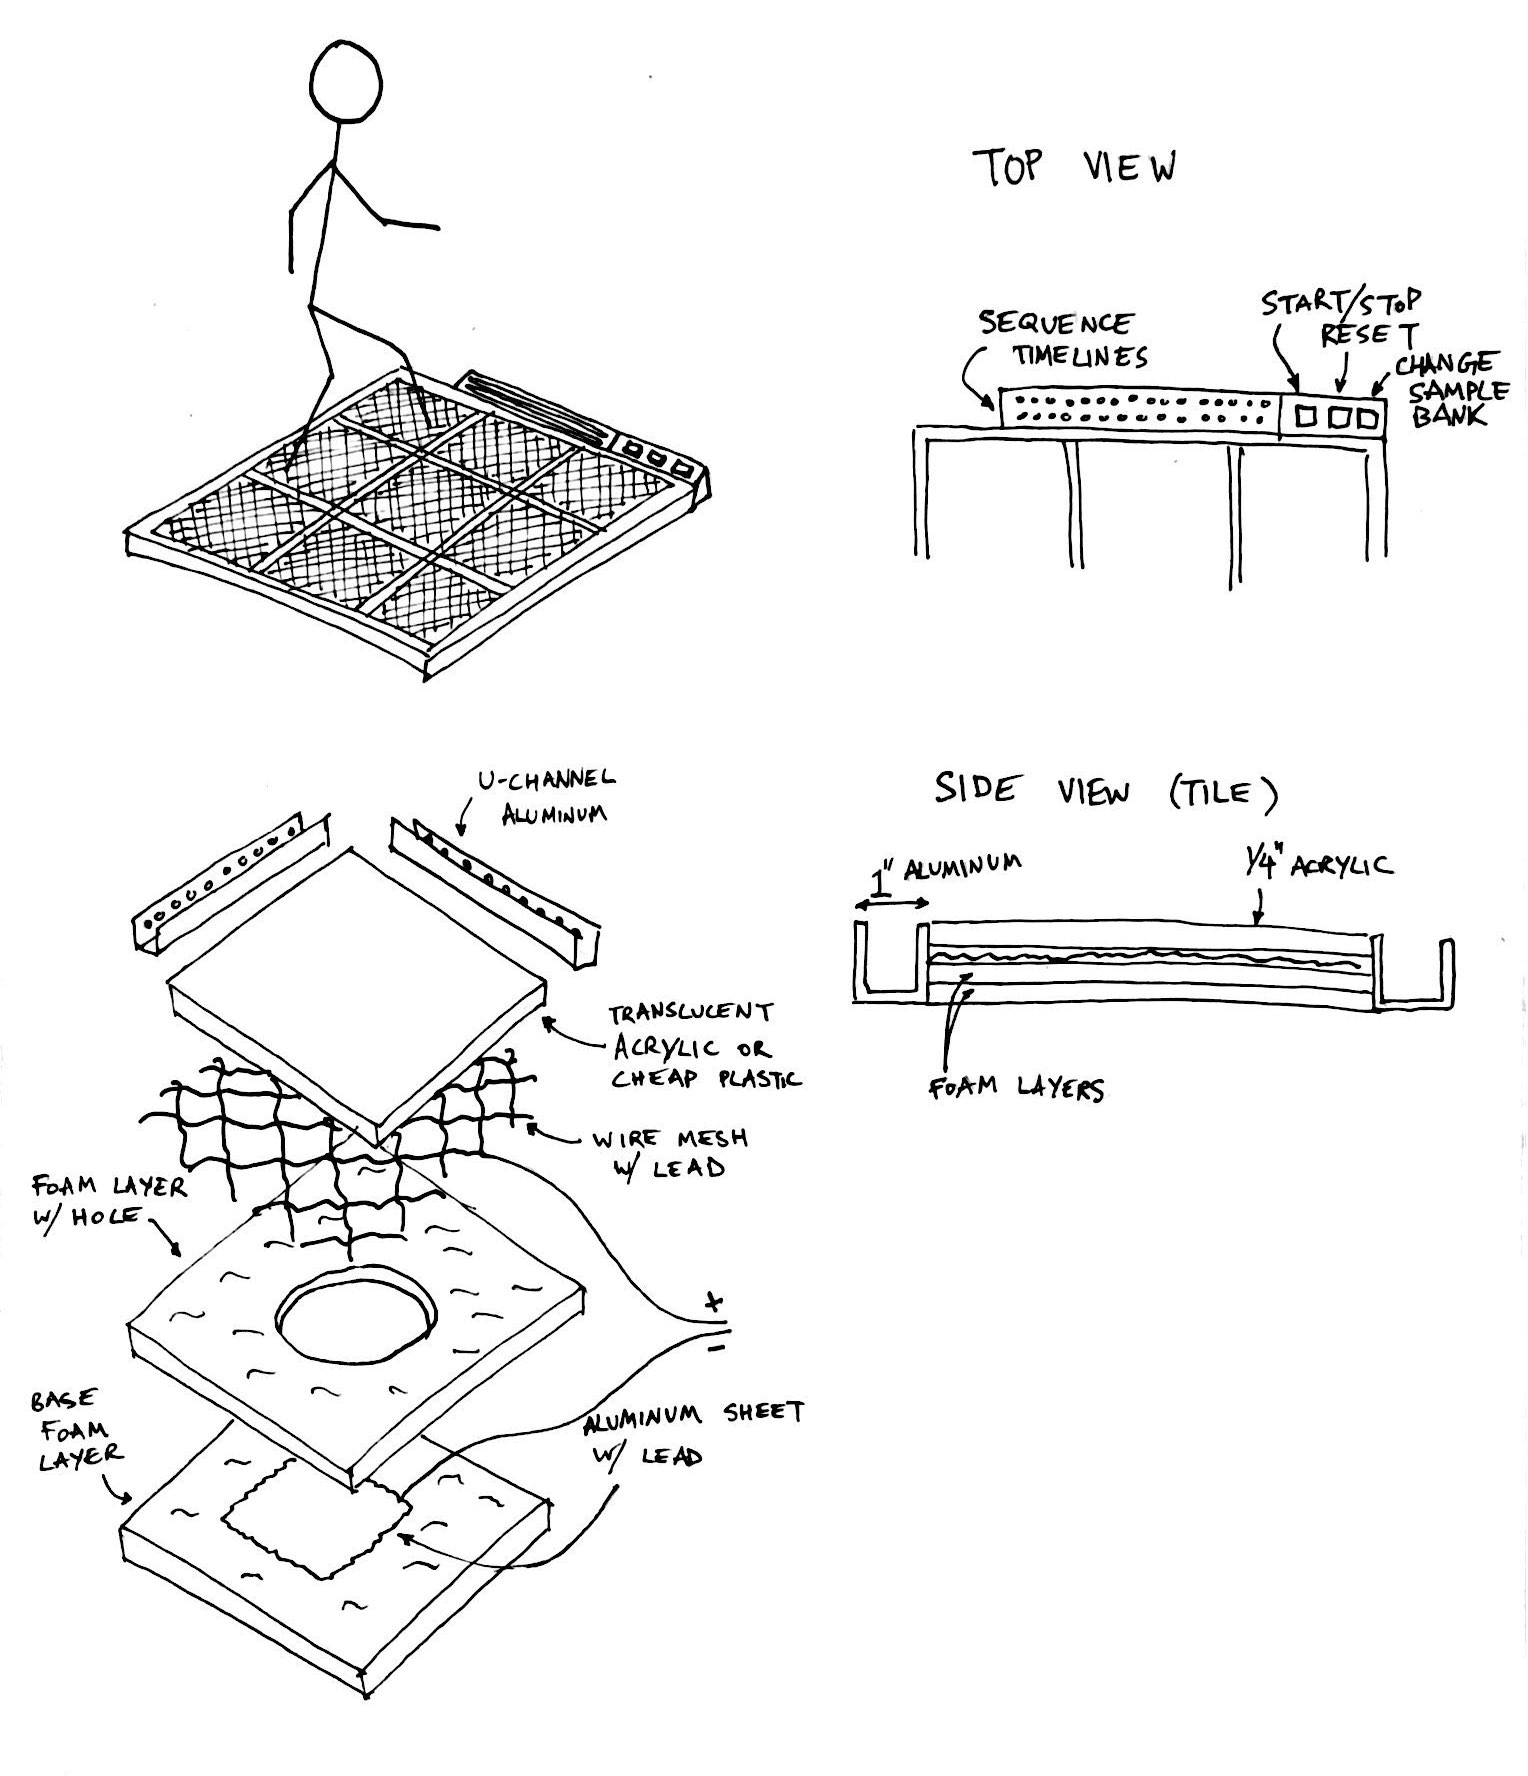 TOP VIEW
SEQUENCE
TIMELINES
START/STOP
RESET
CHANGE
SAMPLE
BANK
U-CHANNEL
ALUMINUM
TRANSLUCENT
ACRYLIC OR
CHEAP PLASTIC
WIRE MESH
W/ LEAD
FOAM LAYER
W/ HOLE
+
-
BASE
FOAM
LAYER
ALUMINUM SHEET
W/ LEAD
SIDE VIEW (TILE)
1" ALUMINUM
1/4" ACRYLIC
FOAM LAYERS